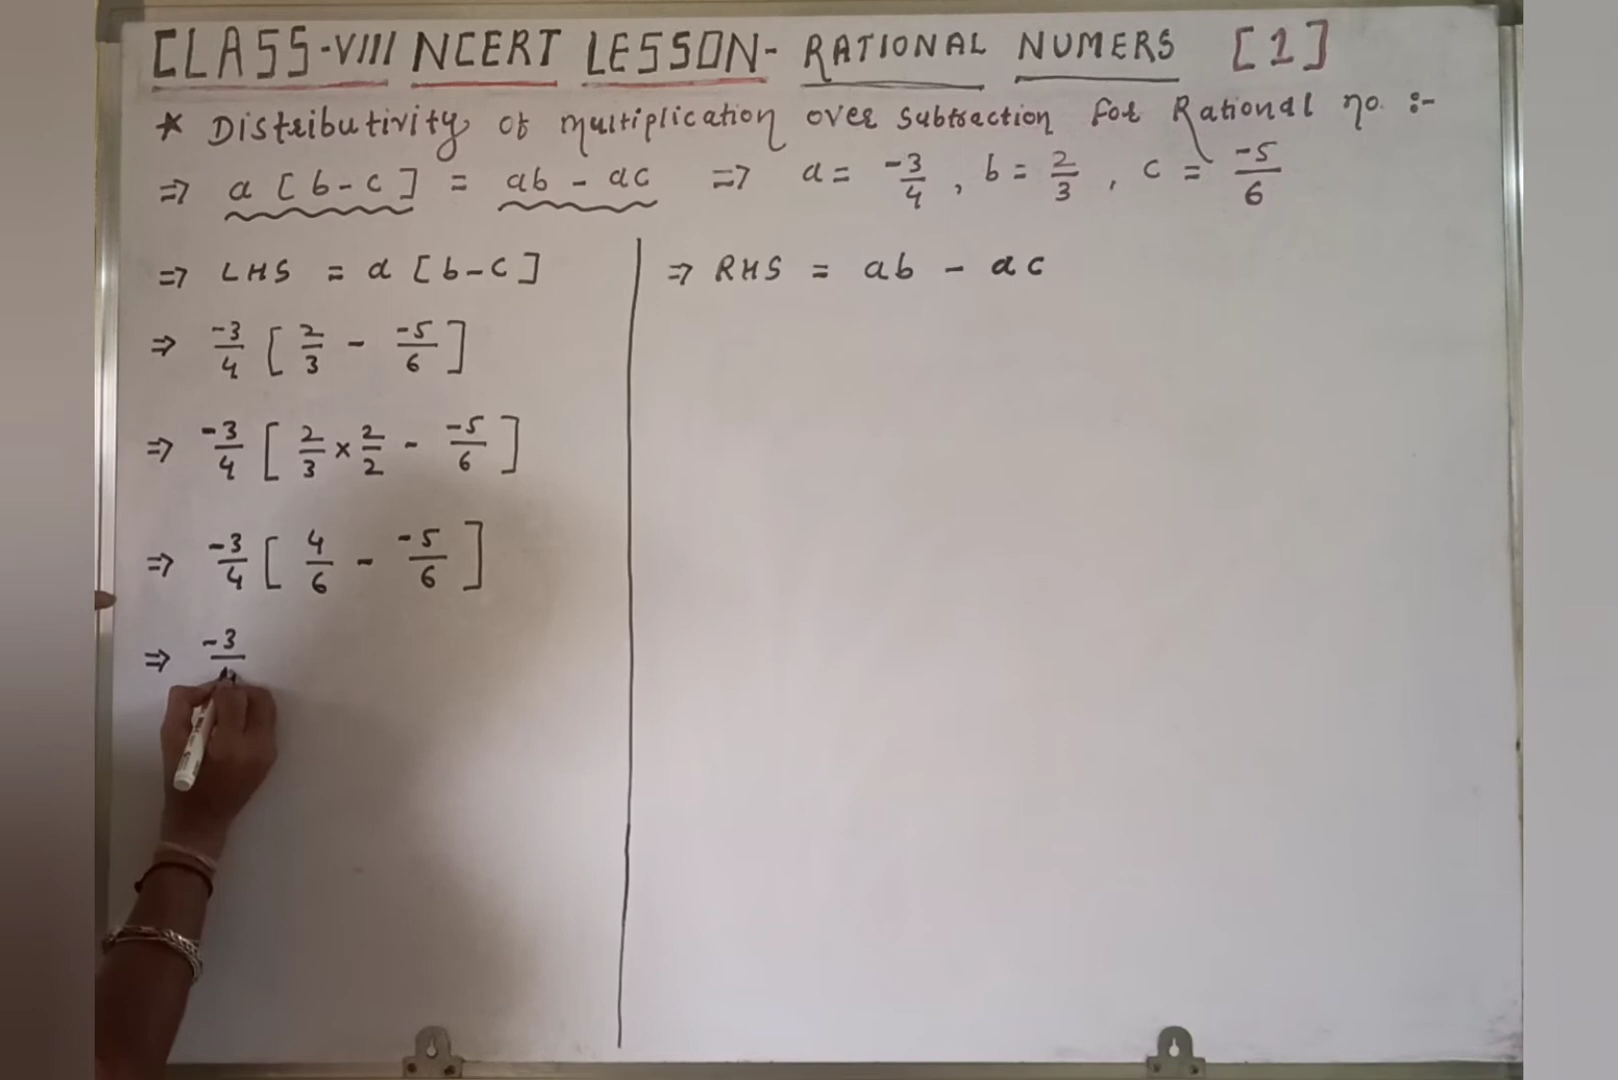 CLASS-VIII NCERT LESSON- RATIONAL NUMERS [1]
* Distributivity of multiplication over subtraction for Rational no. :-
⇒ a [b-c] = ab - ac ⇒ a = -3/4 , b = 2/3 , c = -5/6
⇒ LHS = a [b-c]
⇒ -3/4 [ 2/3 - -5/6 ]
⇒ -3/4 [ 2/3 × 2/2 - -5/6 ]
⇒ -3/4 [ 4/6 - -5/6 ]
⇒ -3/4
⇒ RHS = ab - ac